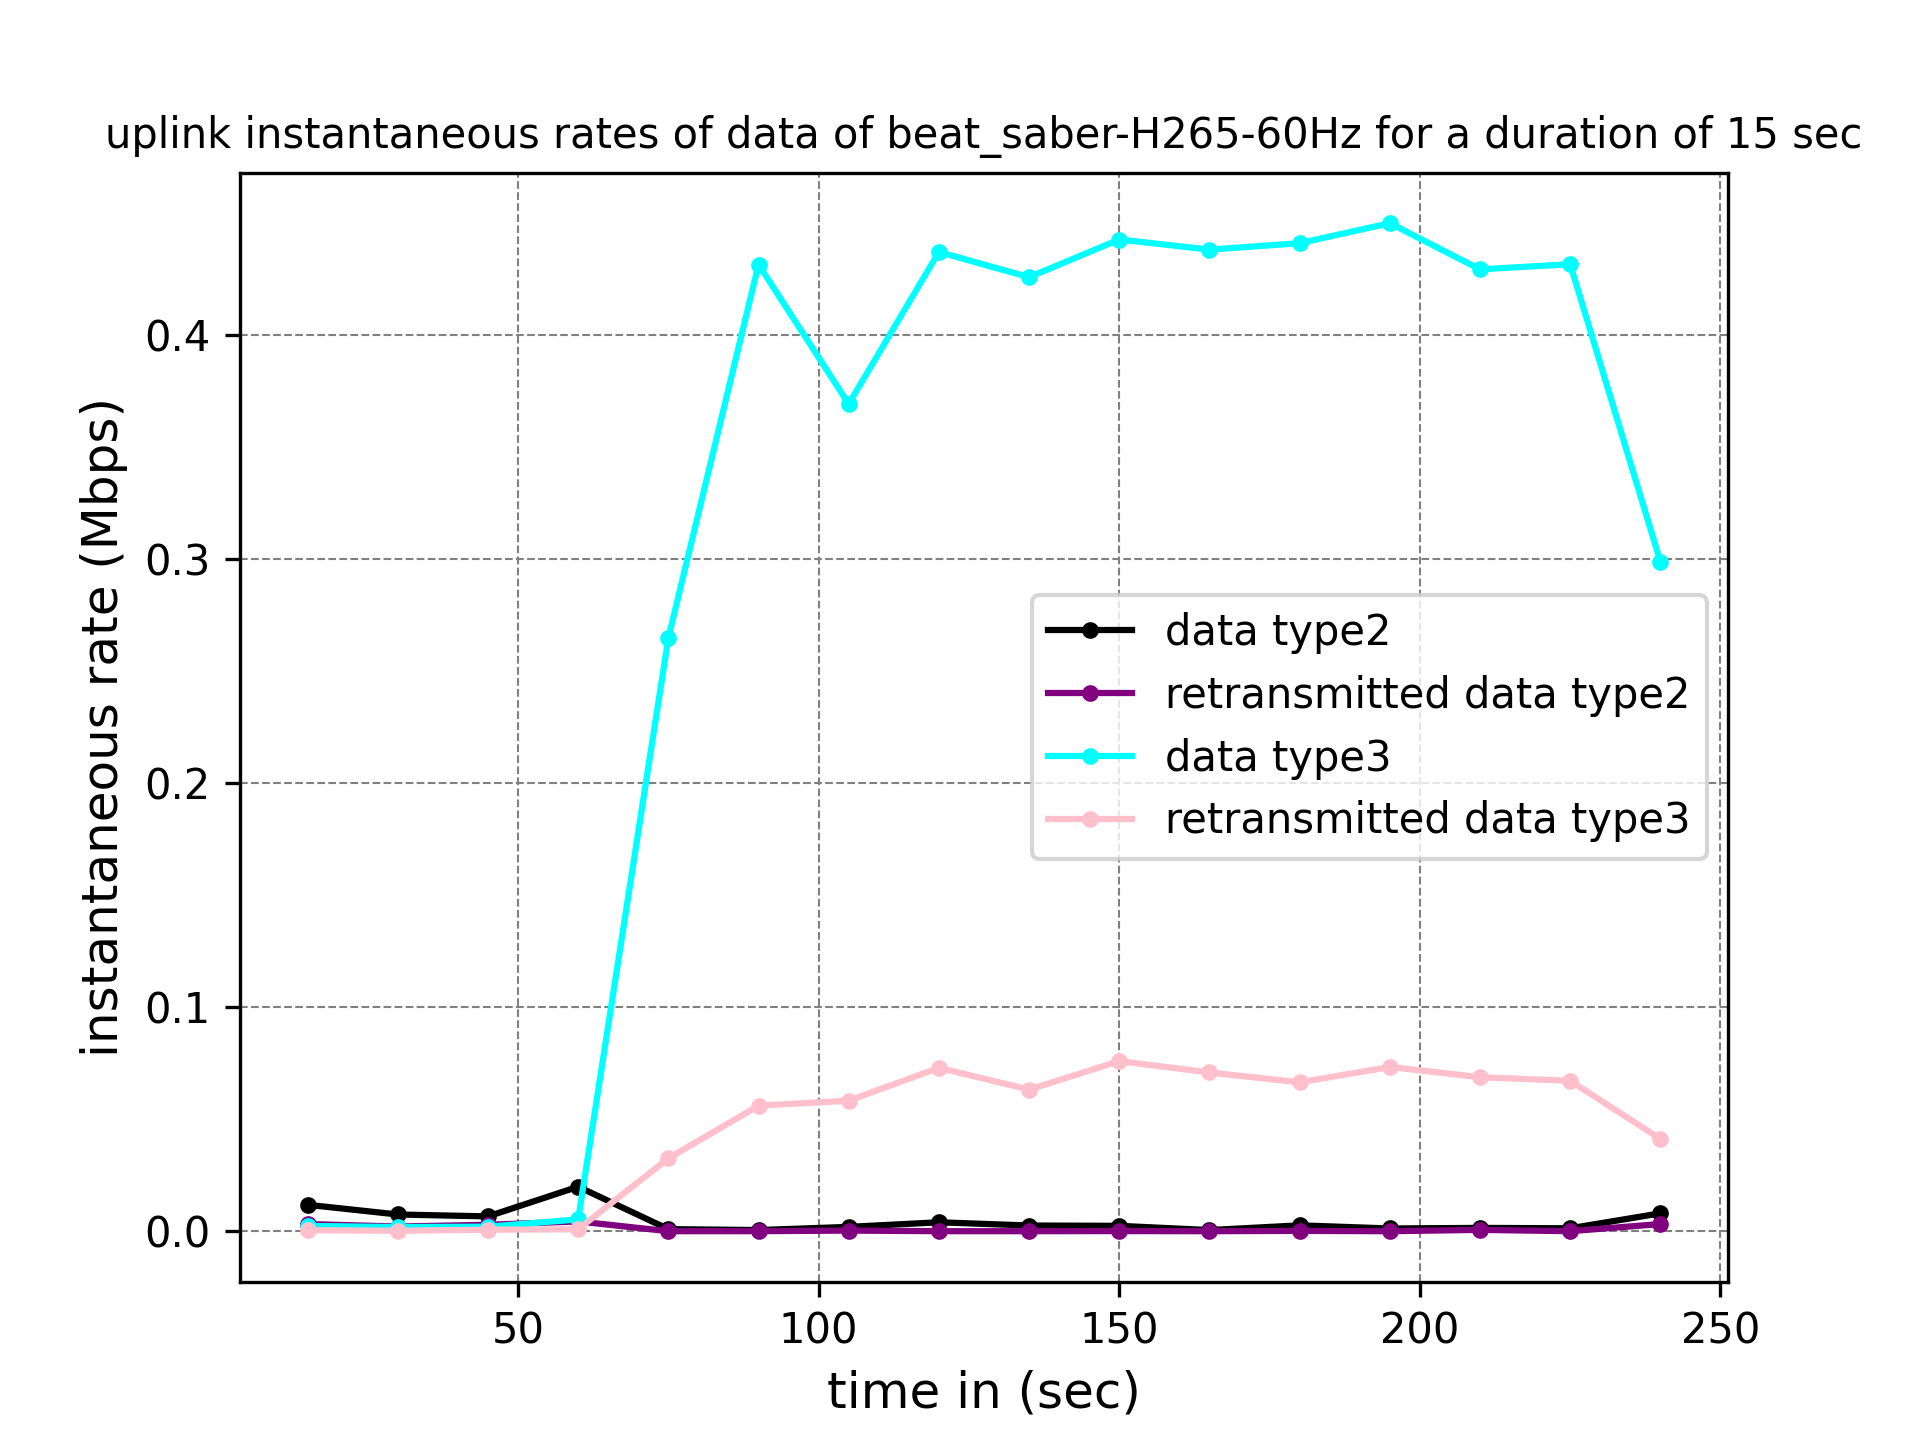 uplink instantaneous rates of data of beat_saber-H265-60Hz for a duration of 15 sec
instantaneous rate (Mbps)
0.4
0.3
0.2
0.1
0.0
data type2
retransmitted data type2
data type3
retransmitted data type3
50 100 150 200 250
time in (sec)